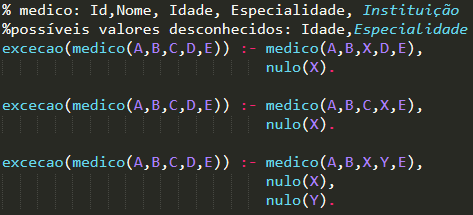 % medico: Id,Nome, Idade, Especialidade, Instituição
%possíveis valores desconhecidos: Idade,Especialidade
excecao(medico(A,B,C,D,E)) :- medico(A,B,X,D,E),
nulo(X).
excecao(medico(A,B,C,D,E)) :- medico(A,B,C,X,E),
nulo(X).
excecao(medico(A,B,C,D,E)) :- medico(A,B,X,Y,E),
nulo(X),
nulo(Y).